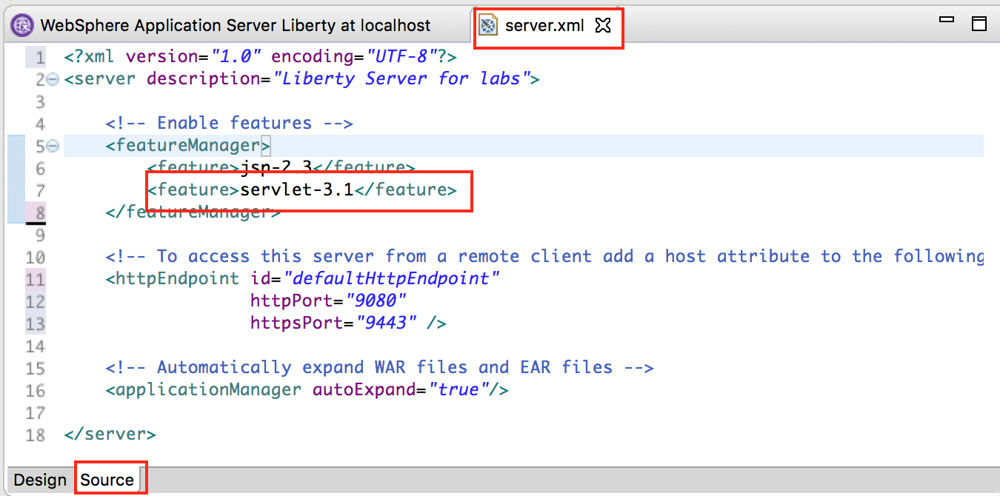 WebSphere Application Server Liberty at localhost server.xml
1 <?xml version="1.0" encoding="UTF-8"?>
2 <server description="Liberty Server for labs">
3
4 <!-- Enable features -->
5 <featureManager>
6 <feature>jsp-2.3</feature>
7 <feature>servlet-3.1</feature>
8 </featureManager>
9
10 <!-- To access this server from a remote client add a host attribute to the following
11 <httpEndpoint id="defaultHttpEndpoint"
12 httpPort="9080"
13 httpsPort="9443" />
14
15 <!-- Automatically expand WAR files and EAR files -->
16 <applicationManager autoExpand="true"/>
17
18 </server>
Design Source